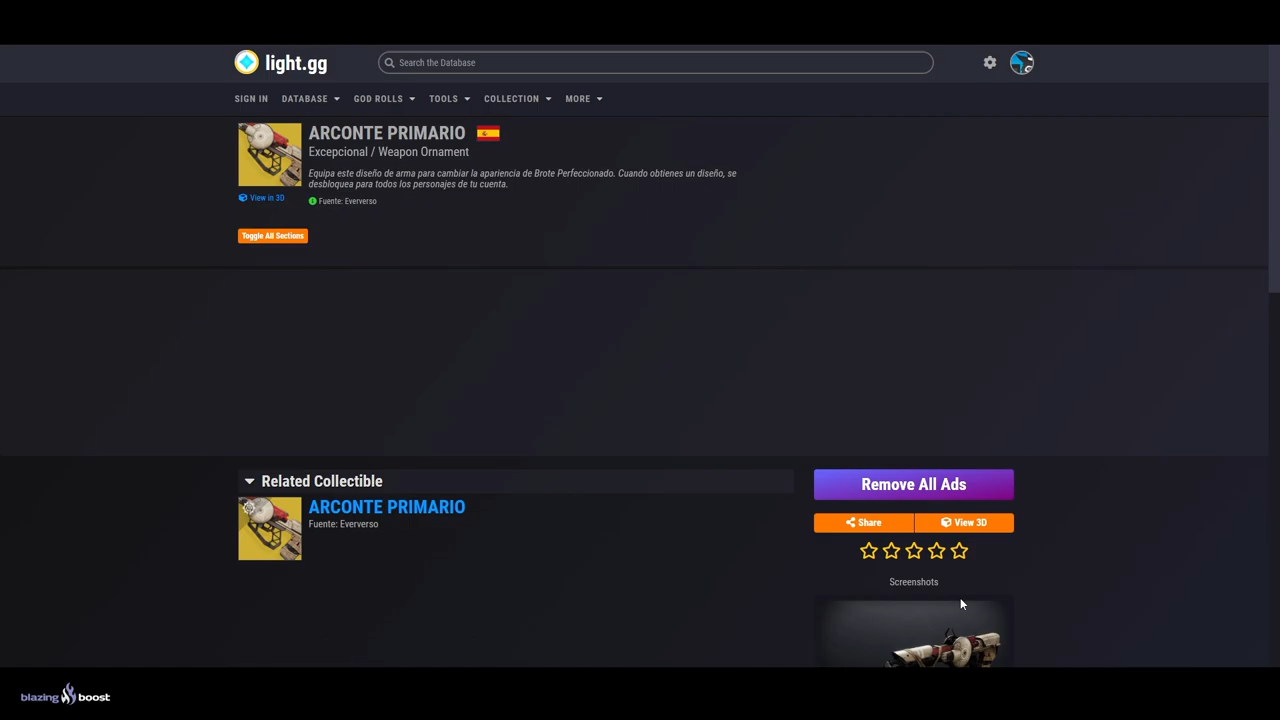 light.gg
Search the Database
SIGN IN
DATABASE
GOD ROLLS
TOOLS
COLLECTION
MORE
ARCONTE PRIMARIO
Excepcional / Weapon Ornament
Equipa este diseño de arma para cambiar la apariencia de Brote Perfeccionado. Cuando obtienes un diseño, se
desbloquea para todos los personajes de tu cuenta.
View in 3D
Fuente: Eververso
Toggle All Sections
Related Collectible
ARCONTE PRIMARIO
Fuente: Eververso
Remove All Ads
Share
View 3D
Screenshots
blazing boost